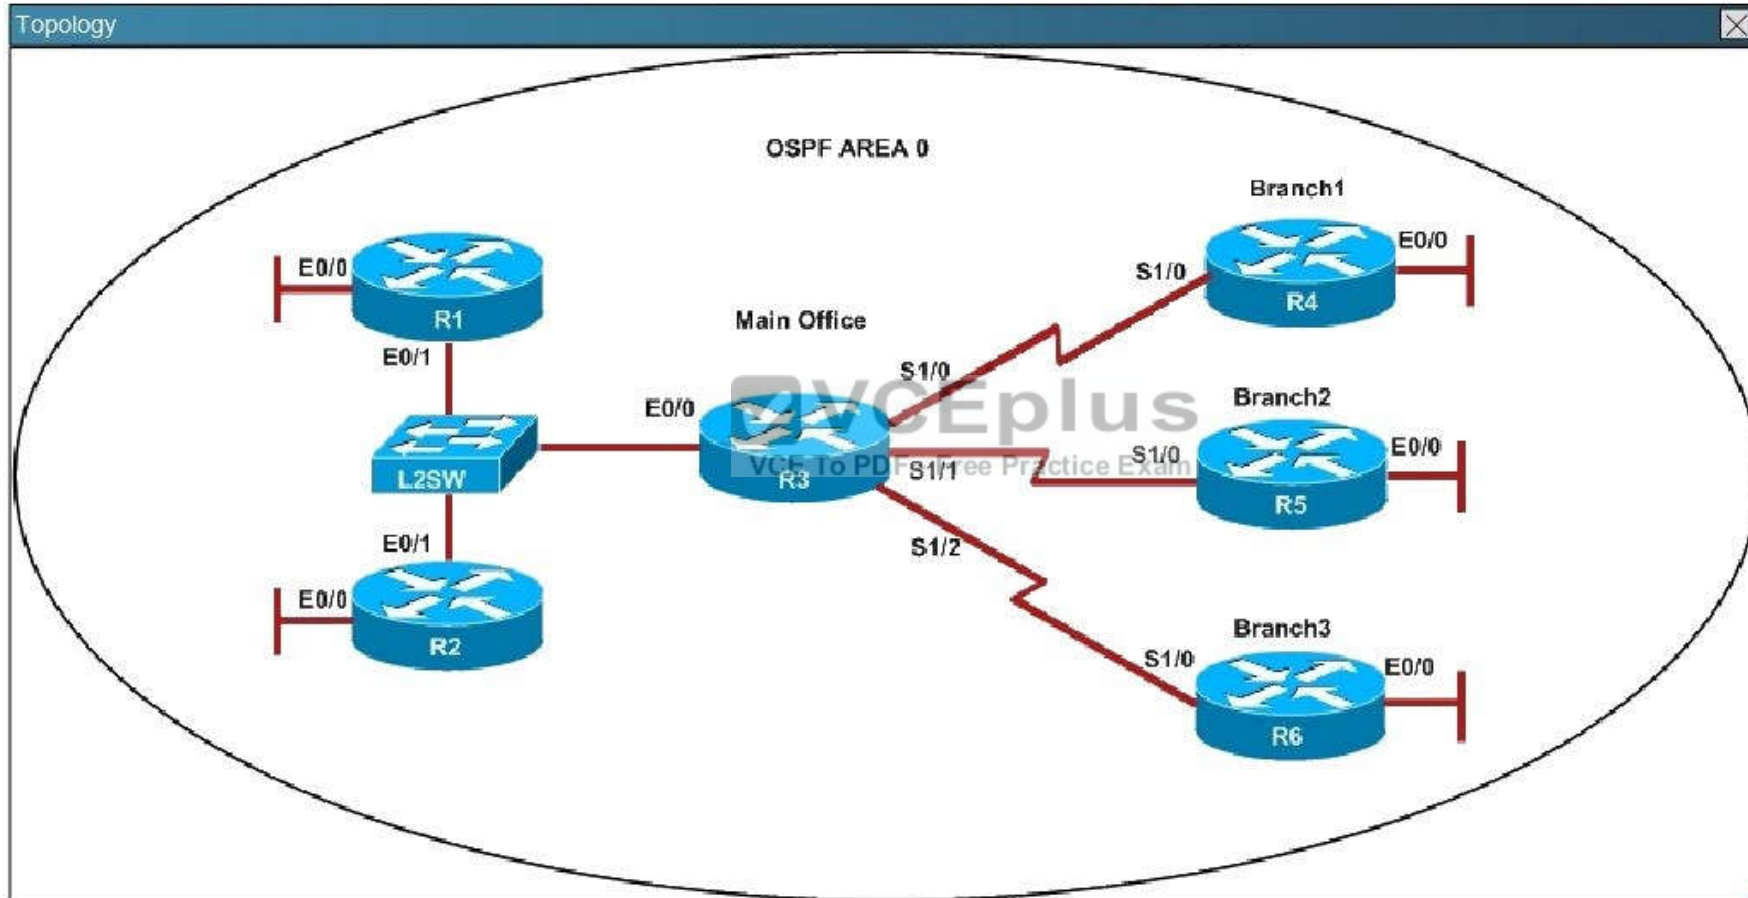 Topology
OSPF AREA 0
Branch1
E0/0
S1/0
R4
E0/0
R1
Main Office
E0/1
S1/0
Branch2
E0/0
VCEplus
VCE To PDF - Free Practice Exam
S1/0
E0/0
S1/1
L2SW
R3
R5
E0/1
S1/2
E0/0
R2
Branch3
S1/0
E0/0
R6